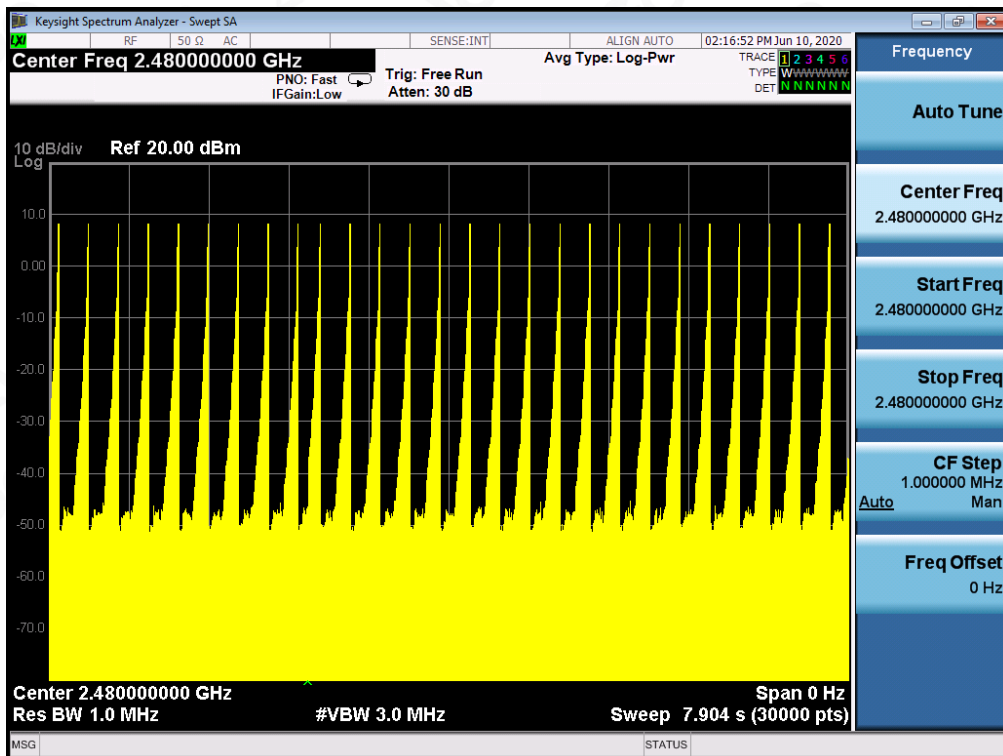 Keysight Spectrum Analyzer - Swept SA
LXI RF 50 Ω AC SENSE:INT ALIGN AUTO 02:16:52 PM Jun 10, 2020
Center Freq 2.480000000 GHz
PNO: Fast
IFGain:Low
Trig: Free Run
Atten: 30 dB
Avg Type: Log-Pwr
TRACE 1 2 3 4 5 6
TYPE WWWWWW
DET N N N N N N
10 dB/div Ref 20.00 dBm
Log
10.0
0.00
-10.0
-20.0
-30.0
-40.0
-50.0
-60.0
-70.0
Center 2.480000000 GHz Span 0 Hz
Res BW 1.0 MHz #VBW 3.0 MHz Sweep 7.904 s (30000 pts)
MSG STATUS
Frequency
Auto Tune
Center Freq
2.480000000 GHz
Start Freq
2.480000000 GHz
Stop Freq
2.480000000 GHz
CF Step
1.000000 MHz
Auto Man
Freq Offset
0 Hz